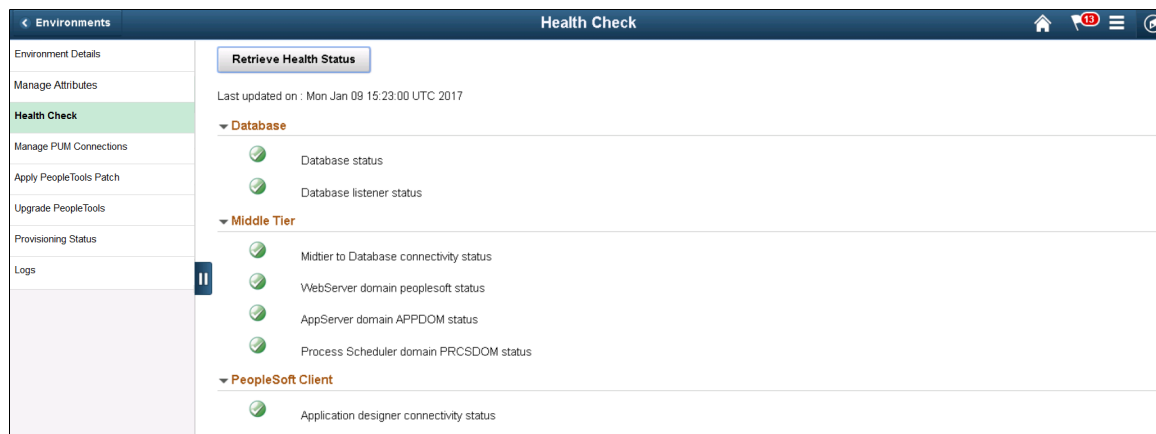 Environments
Health Check
13
Environment Details
Manage Attributes
Health Check
Manage PUM Connections
Apply PeopleTools Patch
Upgrade PeopleTools
Provisioning Status
Logs
Retrieve Health Status
Last updated on : Mon Jan 09 15:23:00 UTC 2017
Database
Database status
Database listener status
Middle Tier
Midtier to Database connectivity status
WebServer domain peoplesoft status
AppServer domain APPDOM status
Process Scheduler domain PRCSDOM status
PeopleSoft Client
Application designer connectivity status